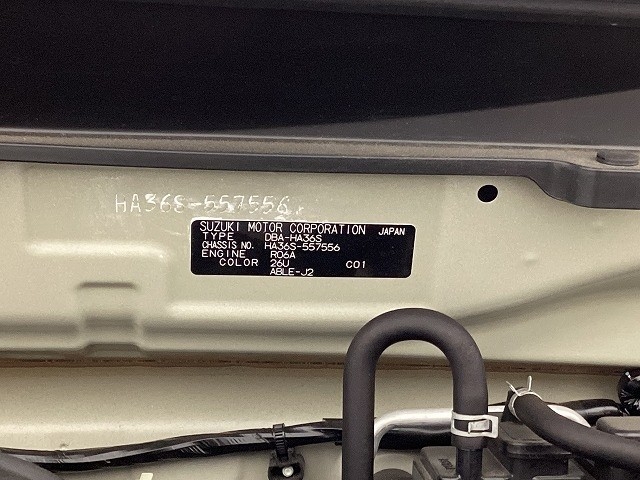 HA36S-557556
SUZUKI MOTOR CORPORATION JAPAN
TYPE DBA-HA36S
CHASSIS NO. HA36S-557556
ENGINE R06A
COLOR 26U C01
ABLE-J2